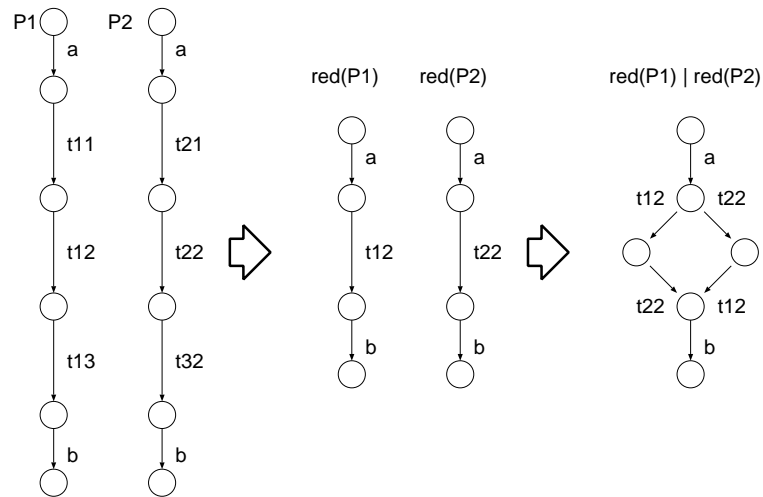 P1 P2
a a
red(P1) red(P2) red(P1) | red(P2)
t11 t21
a a a
t12 t22
t12 t22 t12 t22
t22 t12
t13 t32
b b b
b b